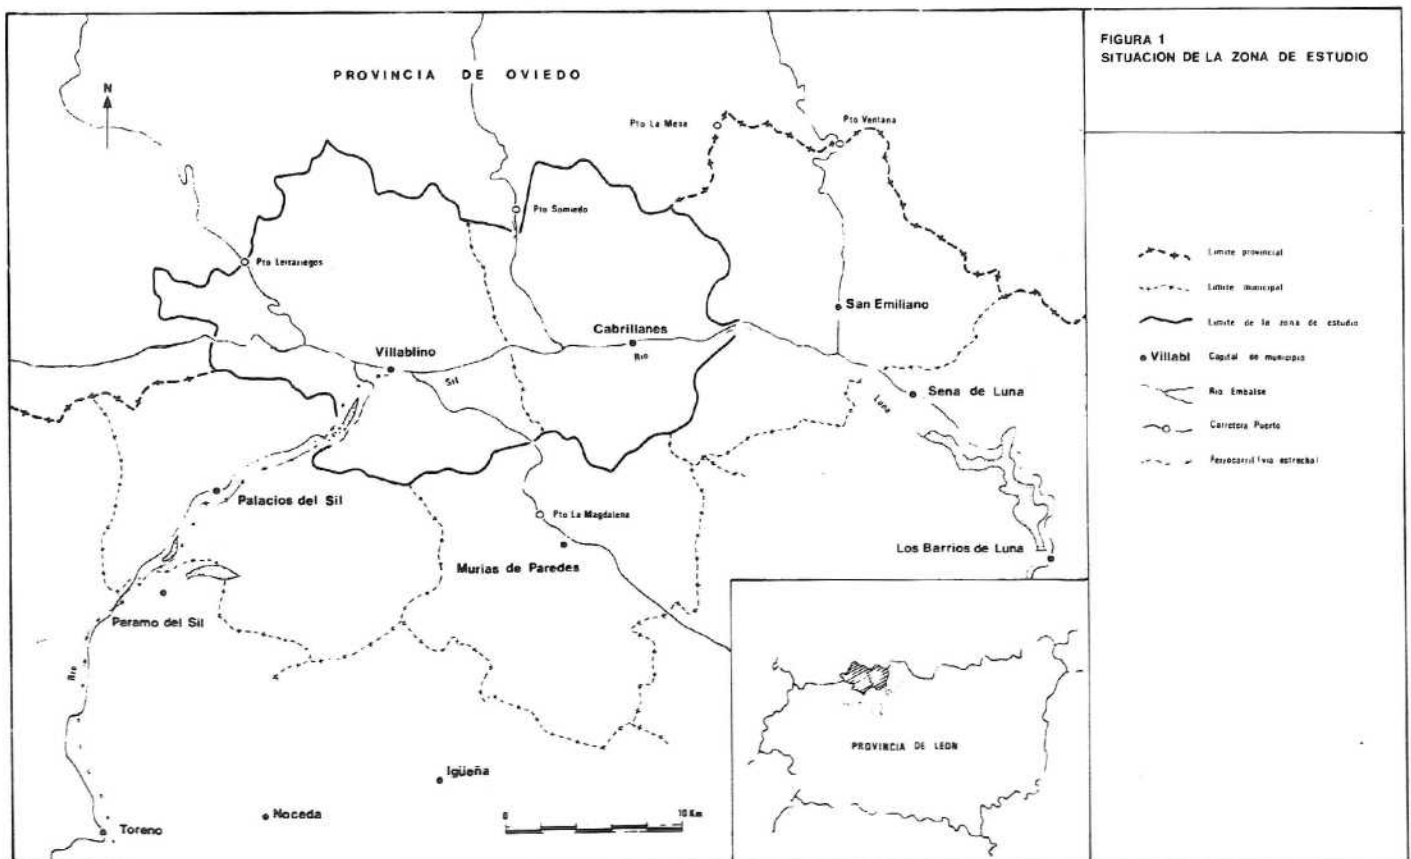 FIGURA 1
SITUACION DE LA ZONA DE ESTUDIO
PROVINCIA DE OVIEDO
N
Pto La Mesa
Pto Ventana
Pto Somiedo
Pto Leitariegos
San Emiliano
Cabrillanes
Rio
Villablino
Sil
Sena de Luna
Luna
Palacios del Sil
Pto La Magdalena
Los Barrios de Luna
Murias de Paredes
Paramo del Sil
Rio
Igüeña
Noceda
Toreno
0
10 Km
PROVINCIA DE LEON
Limite provincial
Limite municipal
Limite de la zona de estudio
Villabl
Capital de municipio
Rio Embalse
Carretera Puerto
Ferrocarril (via estrecha)